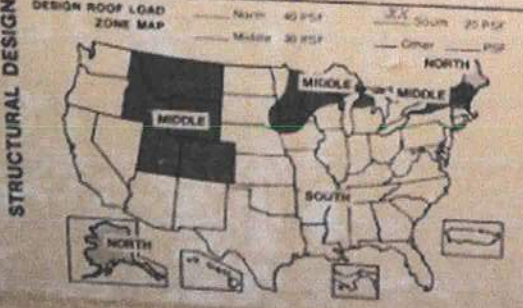 STRUCTURAL DESIGN
DESIGN ROOF LOAD
ZONE MAP
North 40 PSF
XX South 20 PSF
Middle 30 PSF
Other PSF
NORTH
MIDDLE
MIDDLE
MIDDLE
SOUTH
NORTH